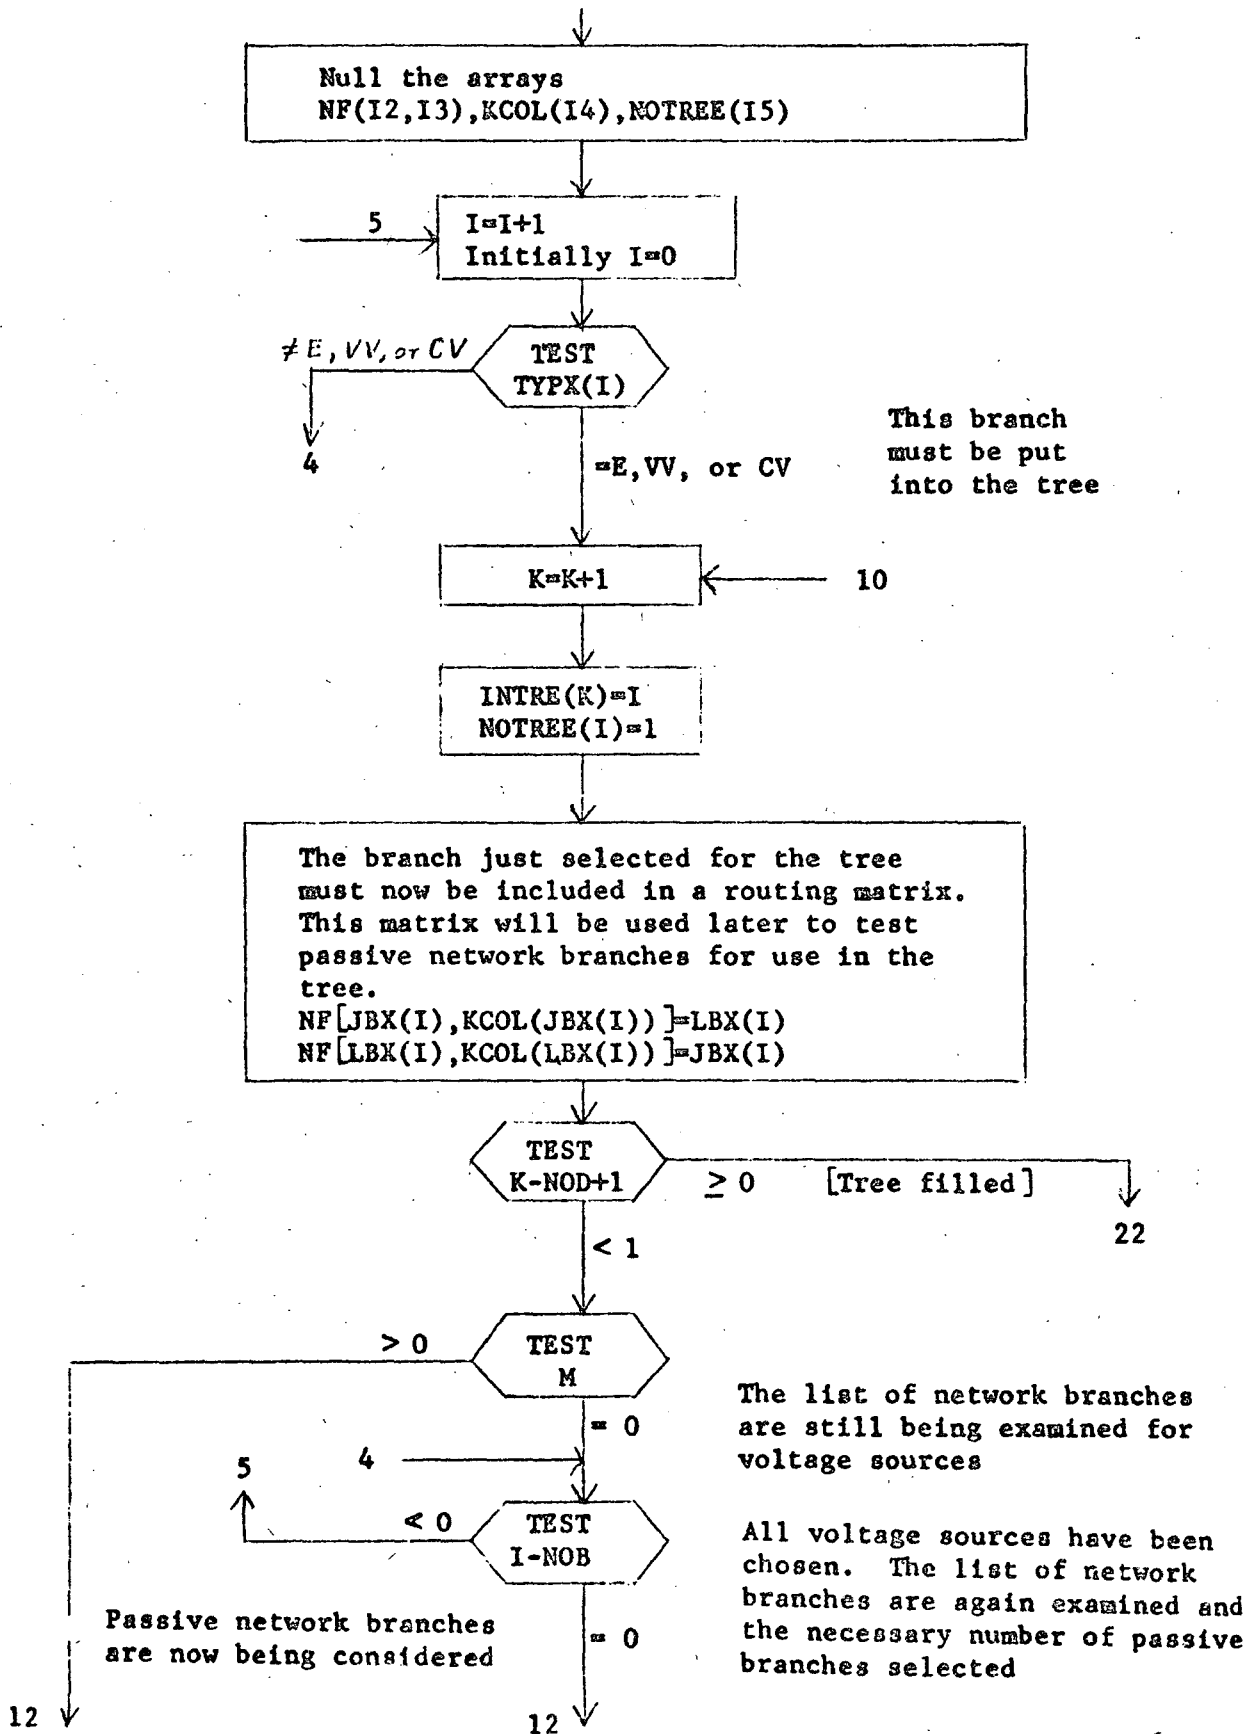 Null the arrays
NF(I2,I3),KCOL(I4),NOTREE(I5)
5
I=I+1
Initially I=0
≠ E, VV, or CV
TEST
TYPX(I)
4
=E,VV, or CV
This branch
must be put
into the tree
K=K+1
10
INTRE(K)=I
NOTREE(I)=1
The branch just selected for the tree
must now be included in a routing matrix.
This matrix will be used later to test
passive network branches for use in the
tree.
NF[JBX(I),KCOL(JBX(I))]=LBX(I)
NF[LBX(I),KCOL(LBX(I))]=JBX(I)
TEST
K-NOD+1
≥ 0 [Tree filled]
22
< 1
> 0
TEST
M
= 0
The list of network branches
are still being examined for
voltage sources
4
5
< 0
TEST
I-NOB
All voltage sources have been
chosen. The list of network
branches are again examined and
the necessary number of passive
branches selected
= 0
Passive network branches
are now being considered
12
12